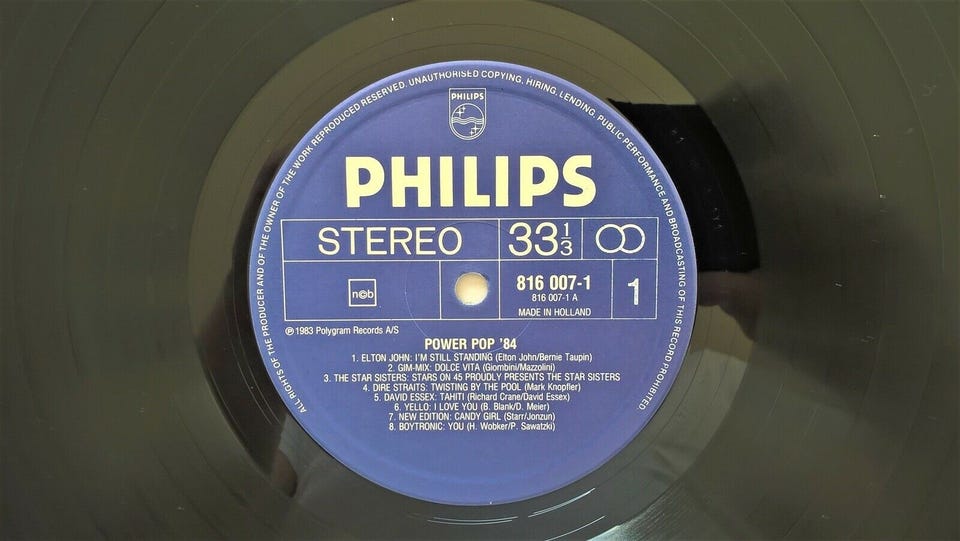 ALL RIGHTS OF THE PRODUCER AND OF THE OWNER OF THE WORK REPRODUCED RESERVED. UNAUTHORISED COPYING, HIRING, LENDING, PUBLIC PERFORMANCE AND BROADCASTING OF THIS RECORD PROHIBITED
PHILIPS
PHILIPS
STEREO
33 1/3
n©b
816 007-1
816 007-1 A
MADE IN HOLLAND
1
℗ 1983 Polygram Records A/S
POWER POP '84
1. ELTON JOHN: I'M STILL STANDING (Elton John/Bernie Taupin)
2. GIM-MIX: DOLCE VITA (Giombini/Mazzolini)
3. THE STAR SISTERS: STARS ON 45 PROUDLY PRESENTS THE STAR SISTERS
4. DIRE STRAITS: TWISTING BY THE POOL (Mark Knopfler)
5. DAVID ESSEX: TAHITI (Richard Crane/David Essex)
6. YELLO: I LOVE YOU (B. Blank/D. Meier)
7. NEW EDITION: CANDY GIRL (Starr/Jonzun)
8. BOYTRONIC: YOU (H. Wobker/P. Sawatzki)